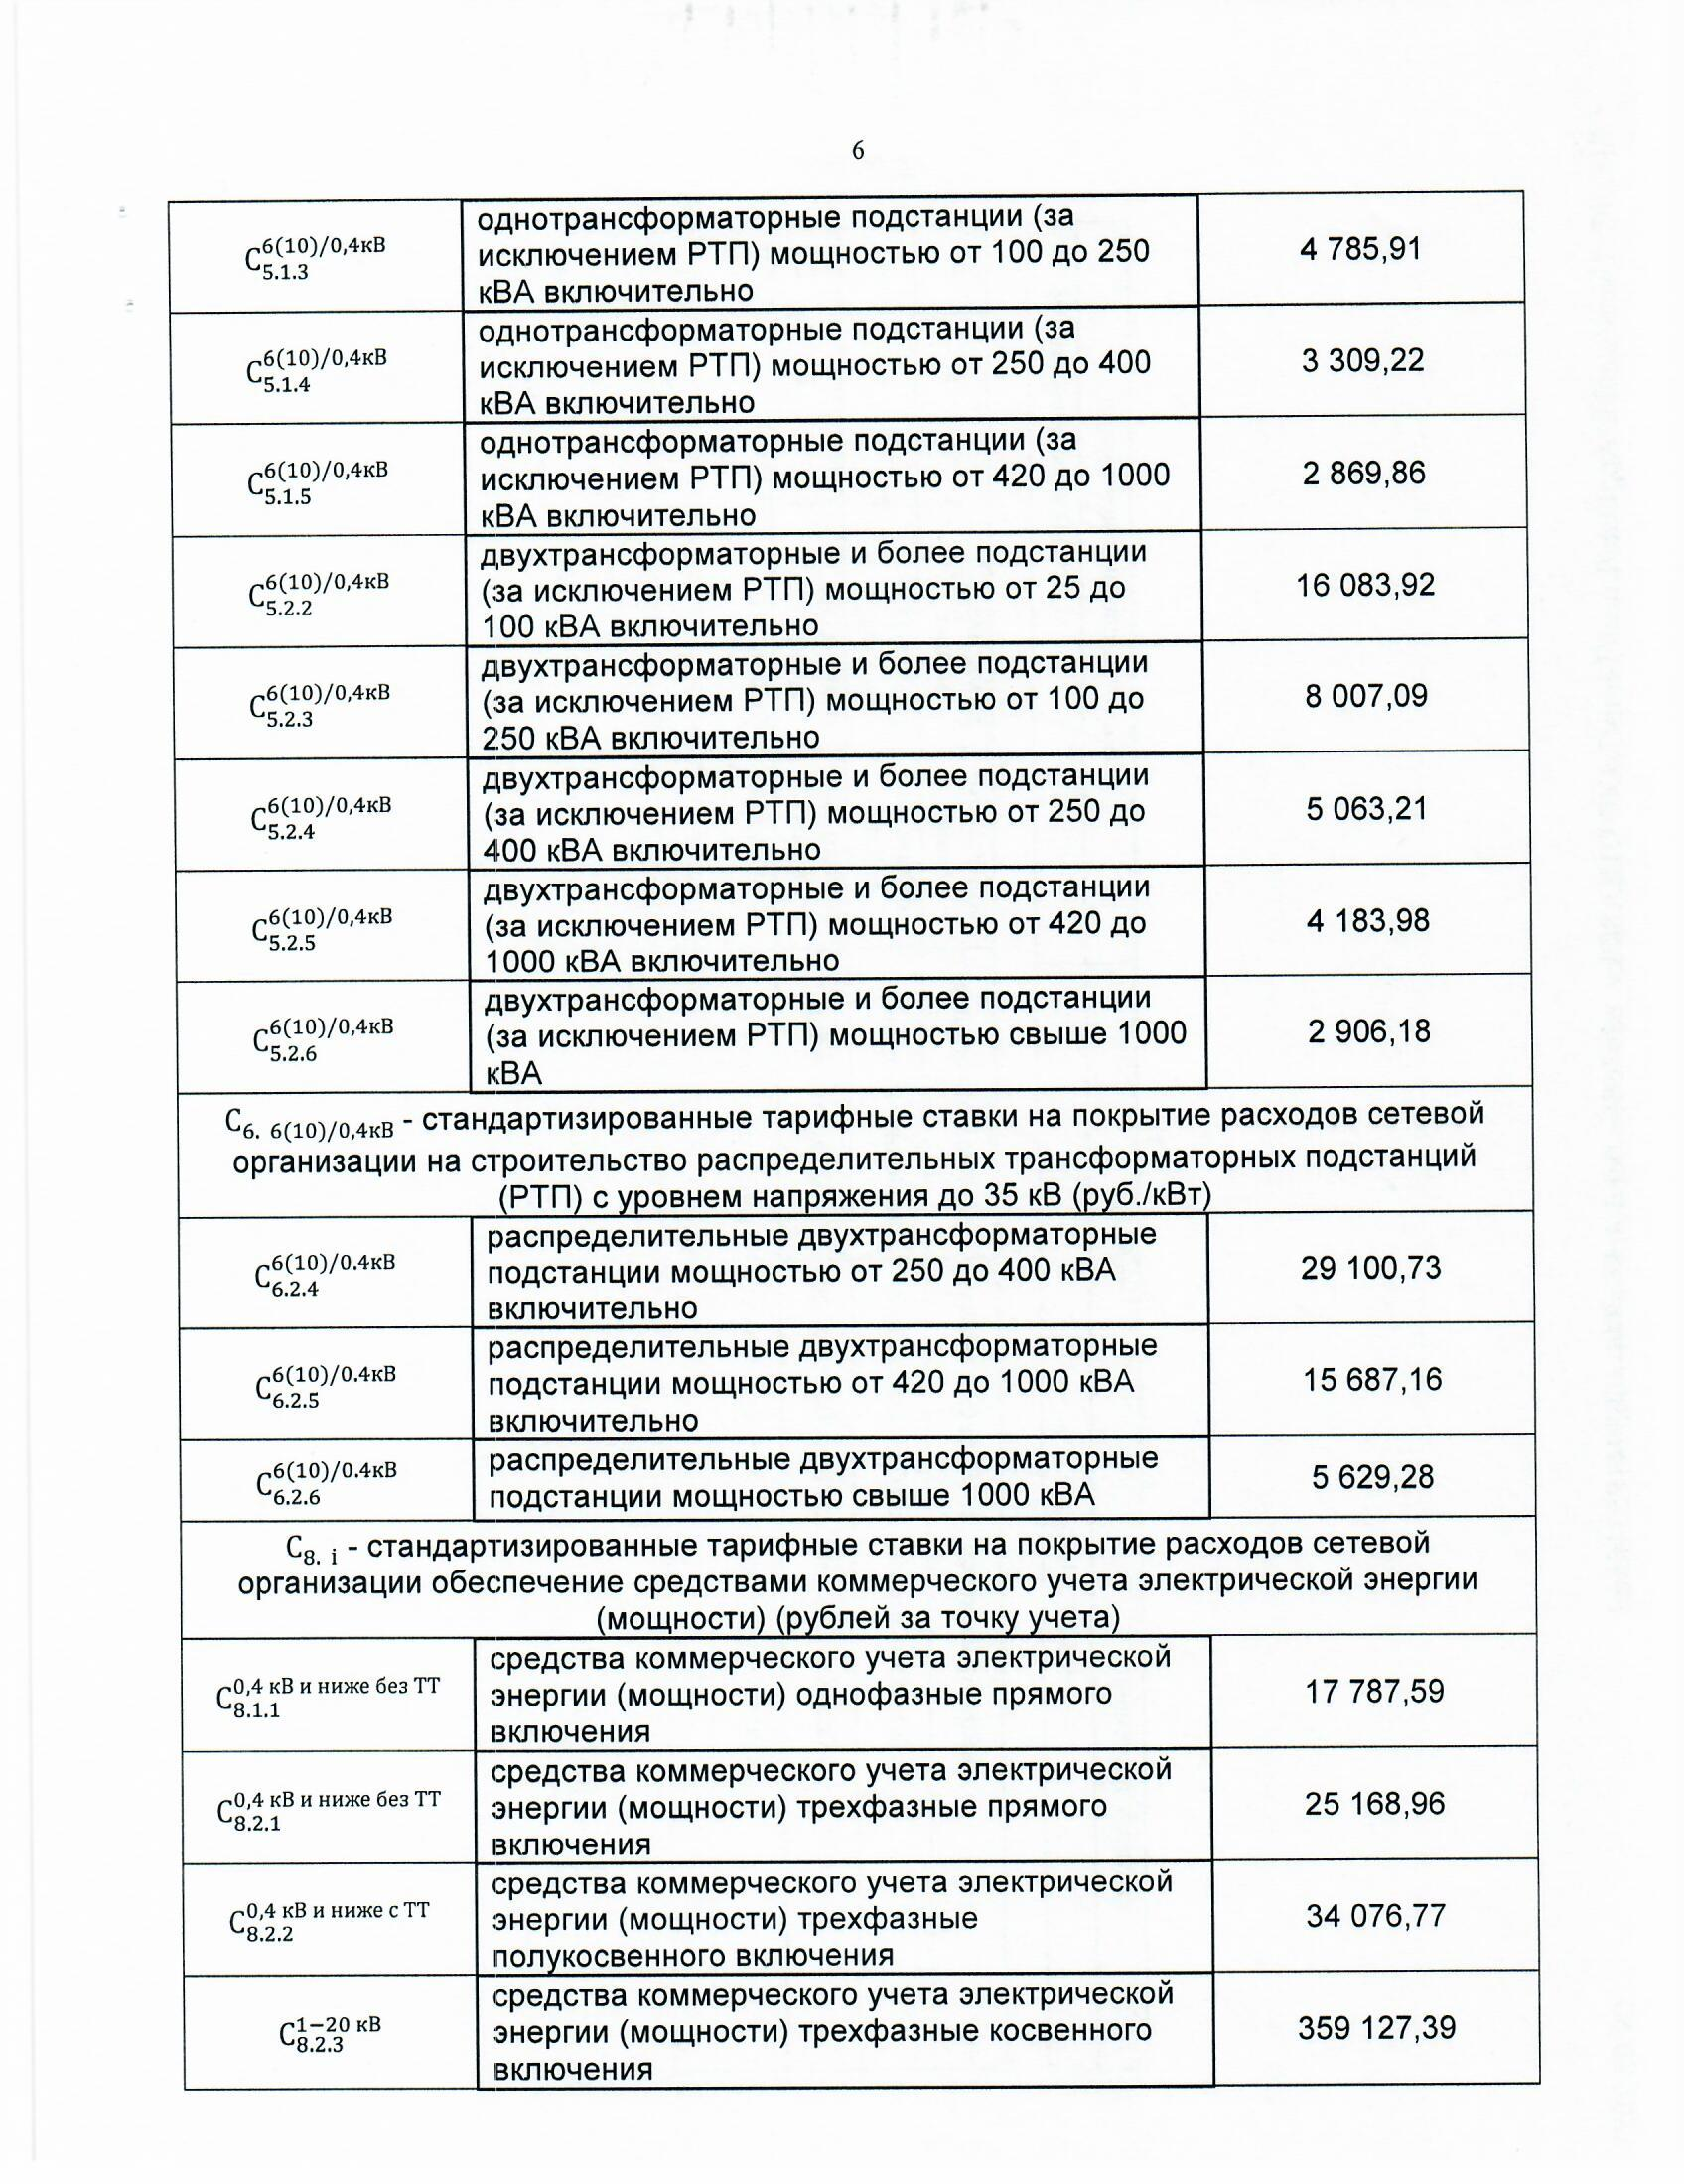 6
C 6(10)/0,4кВ 5.1.3
однотрансформаторные подстанции (за
исключением РТП) мощностью от 100 до 250
кВА включительно
4 785,91
C 6(10)/0,4кВ 5.1.4
однотрансформаторные подстанции (за
исключением РТП) мощностью от 250 до 400
кВА включительно
3 309,22
C 6(10)/0,4кВ 5.1.5
однотрансформаторные подстанции (за
исключением РТП) мощностью от 420 до 1000
кВА включительно
2 869,86
C 6(10)/0,4кВ 5.2.2
двухтрансформаторные и более подстанции
(за исключением РТП) мощностью от 25 до
100 кВА включительно
16 083,92
C 6(10)/0,4кВ 5.2.3
двухтрансформаторные и более подстанции
(за исключением РТП) мощностью от 100 до
250 кВА включительно
8 007,09
C 6(10)/0,4кВ 5.2.4
двухтрансформаторные и более подстанции
(за исключением РТП) мощностью от 250 до
400 кВА включительно
5 063,21
C 6(10)/0,4кВ 5.2.5
двухтрансформаторные и более подстанции
(за исключением РТП) мощностью от 420 до
1000 кВА включительно
4 183,98
C 6(10)/0,4кВ 5.2.6
двухтрансформаторные и более подстанции
(за исключением РТП) мощностью свыше 1000
кВА
2 906,18
C6. 6(10)/0,4кВ - стандартизированные тарифные ставки на покрытие расходов сетевой
организации на строительство распределительных трансформаторных подстанций
(РТП) с уровнем напряжения до 35 кВ (руб./кВт)
C 6(10)/0.4кВ 6.2.4
распределительные двухтрансформаторные
подстанции мощностью от 250 до 400 кВА
включительно
29 100,73
C 6(10)/0.4кВ 6.2.5
распределительные двухтрансформаторные
подстанции мощностью от 420 до 1000 кВА
включительно
15 687,16
C 6(10)/0.4кВ 6.2.6
распределительные двухтрансформаторные
подстанции мощностью свыше 1000 кВА
5 629,28
C8. i - стандартизированные тарифные ставки на покрытие расходов сетевой
организации обеспечение средствами коммерческого учета электрической энергии
(мощности) (рублей за точку учета)
C 0,4 кВ и ниже без ТТ 8.1.1
средства коммерческого учета электрической
энергии (мощности) однофазные прямого
включения
17 787,59
C 0,4 кВ и ниже без ТТ 8.2.1
средства коммерческого учета электрической
энергии (мощности) трехфазные прямого
включения
25 168,96
C 0,4 кВ и ниже с ТТ 8.2.2
средства коммерческого учета электрической
энергии (мощности) трехфазные
полукосвенного включения
34 076,77
C 1–20 кВ 8.2.3
средства коммерческого учета электрической
энергии (мощности) трехфазные косвенного
включения
359 127,39